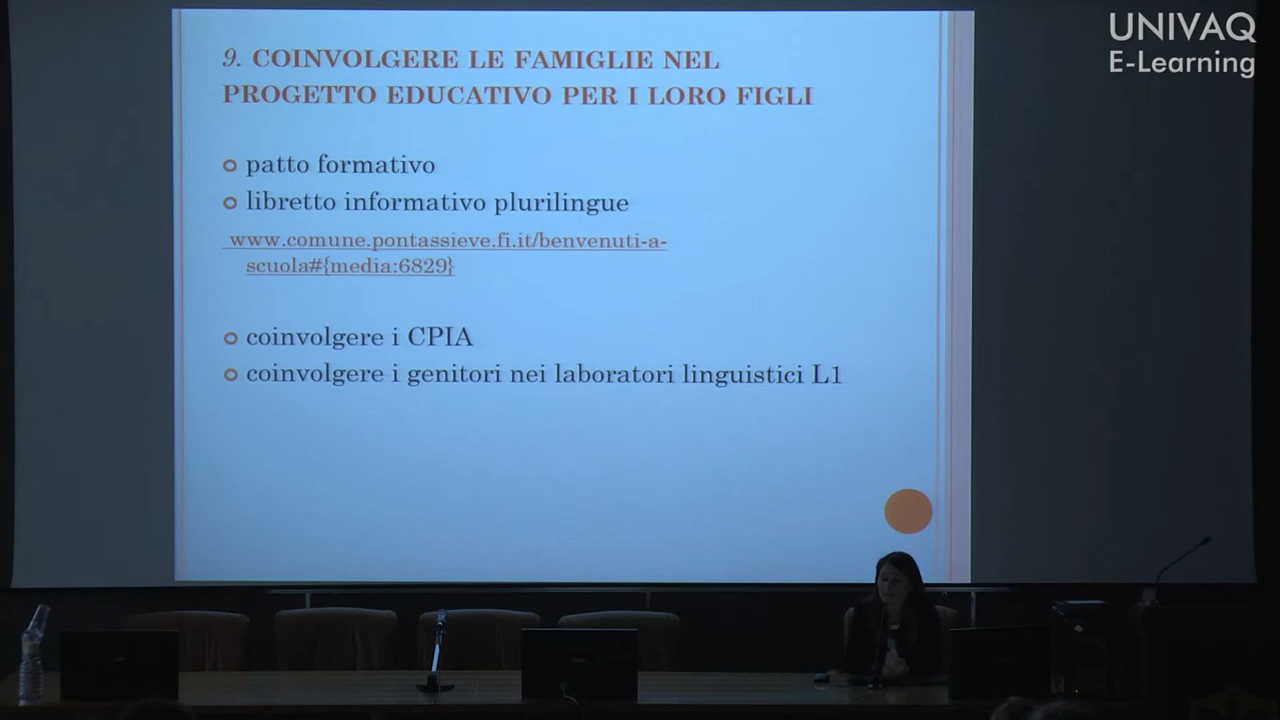 UNIVAQ
E-Learning
9. COINVOLGERE LE FAMIGLIE NEL
PROGETTO EDUCATIVO PER I LORO FIGLI
patto formativo
libretto informativo plurilingue
www.comune.pontassieve.fi.it/benvenuti-a-
scuola#{media:6829}
coinvolgere i CPIA
coinvolgere i genitori nei laboratori linguistici L1